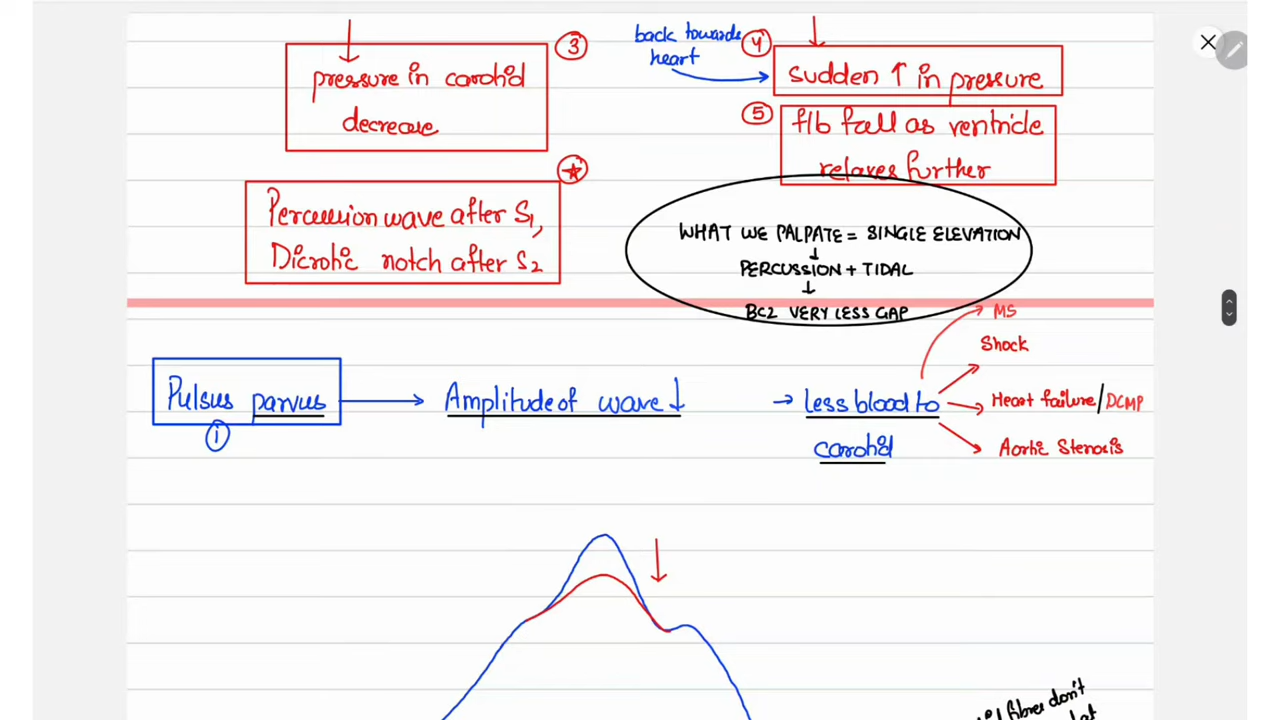 ③
pressure in carotid
decrease
back towards
heart
④
sudden ↑ in pressure
⑤
f/b fall as ventricle
relaxes further
Percussion wave after S1,
Dicrotic notch after S2
WHAT WE PALPATE = SINGLE ELEVATION
↓
PERCUSSION + TIDAL
↓
BCZ VERY LESS GAP
Pulsus parvus → Amplitude of wave ↓ → less blood to
carotid
①
MS
Shock
Heart failure/DCMP
Aortic Stenosis
fibres don't